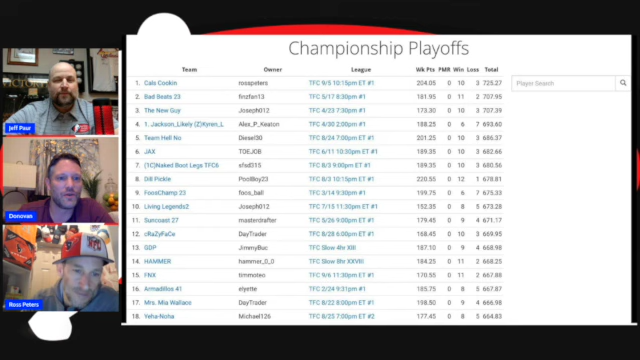 Championship Playoffs
Team Owner League Wk Pts PMR Win Loss Total
1. Cals Cookin rosspeters TFC 9/5 10:15pm ET #1 204.05 0 10 3 725.27
2. Bad Beats 23 finzfan13 TFC 5/17 8:30pm #1 181.95 0 11 2 707.95
3. The New Guy Joseph012 TFC 4/23 7:30pm #1 173.30 0 10 3 707.39
4. 1. Jackson_Likely (Z)Kyren_L Alex_P_Keaton TFC 4/30 2:00pm #1 188.25 0 6 7 693.60
5. Team Hell No Diesel30 TFC 8/24 7:00pm ET #1 201.25 0 10 3 686.37
6. JAX TOEJOB TFC 6/11 10:30pm ET #1 189.35 0 10 3 682.66
7. (1C)Naked Boot Legs TFC6 sfad315 TFC 8/3 9:00pm ET #1 189.35 0 10 3 680.56
8. Dill Pickle PoolBoy23 TFC 8/3 10:15pm ET #1 220.55 0 12 1 678.81
9. FoosChamp 23 foos_ball TFC 3/14 9:30pm #1 199.75 0 6 7 675.33
10. Living Legends2 Joseph012 TFC 7/15 11:30pm ET #1 152.35 0 8 5 673.28
11. Suncoast 27 masterdrafter TFC 5/26 9:00pm ET #1 179.45 0 9 4 671.17
12. cRaZyFaCe DayTrader TFC 8/28 6:00pm ET #1 168.45 0 10 3 669.95
13. GDP JimmyBuc TFC Slow 4hr XIII 187.10 0 9 4 668.98
14. HAMMER hammer_0_0 TFC Slow 8hr XXVIII 184.25 0 11 2 668.25
15. FNX timmoteo TFC 9/6 11:30pm ET #1 170.55 0 11 2 667.88
16. Armadillos 41 elyette TFC 2/24 9:31pm #1 185.75 0 8 5 667.87
17. Mrs. Mia Wallace DayTrader TFC 8/22 8:00pm ET #1 198.50 0 9 4 666.98
18. Yeha-Noha Michael126 TFC 8/25 7:00pm ET #2 177.45 0 8 5 664.83
Player Search
Jeff Paur
Donovan
Ross Peters